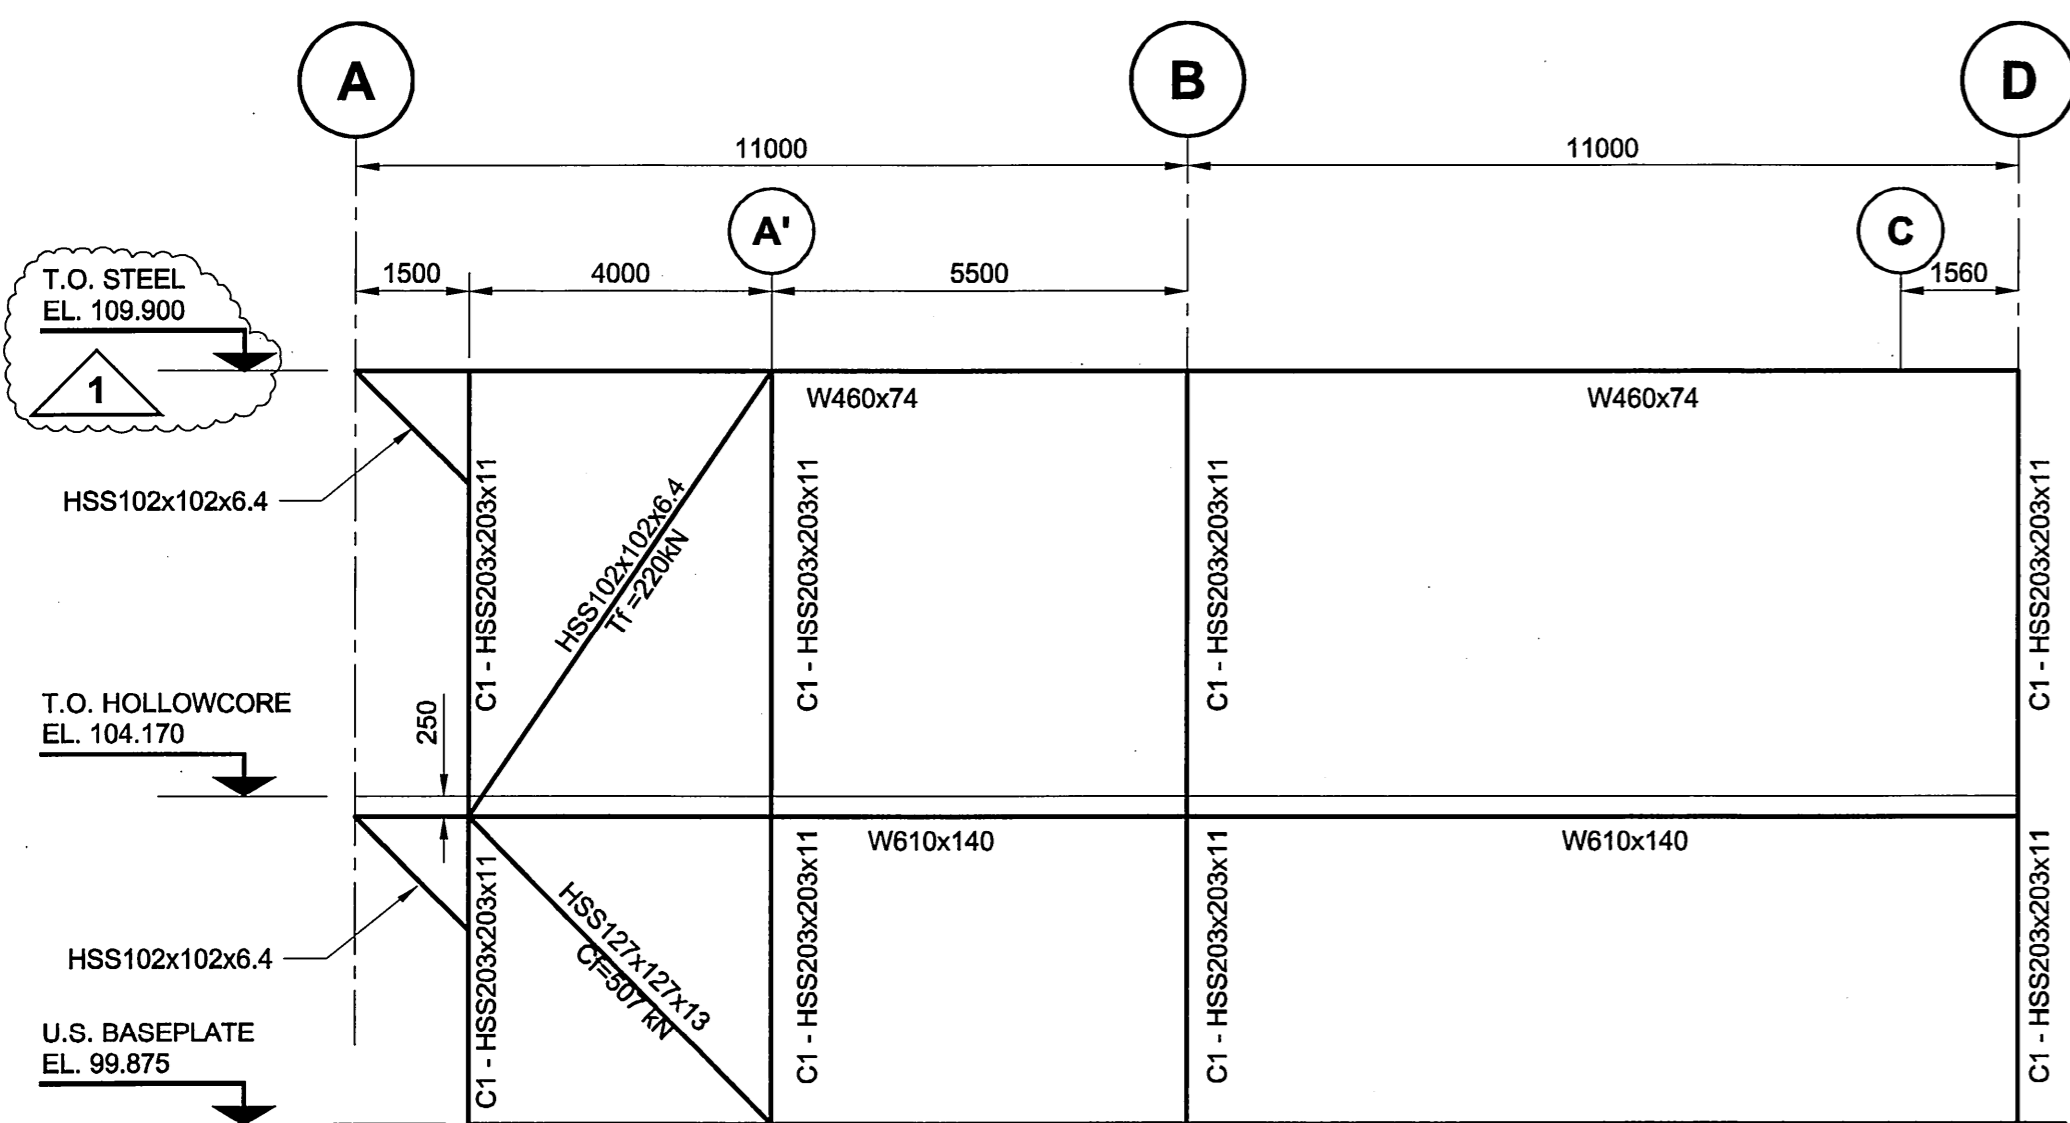 A
B
D
11000
11000
A'
C
1500
4000
5500
1560
T.O. STEEL
EL. 109.900
1
W460x74
W460x74
HSS102x102x6.4
C1 - HSS203x203x11
HSS102x102x6.4
Tf =220kN
C1 - HSS203x203x11
C1 - HSS203x203x11
C1 - HSS203x203x11
T.O. HOLLOWCORE
EL. 104.170
250
W610x140
W610x140
HSS102x102x6.4
C1 - HSS203x203x11
HSS127x127x13
Cf=507 kN
C1 - HSS203x203x11
C1 - HSS203x203x11
C1 - HSS203x203x11
U.S. BASEPLATE
EL. 99.875